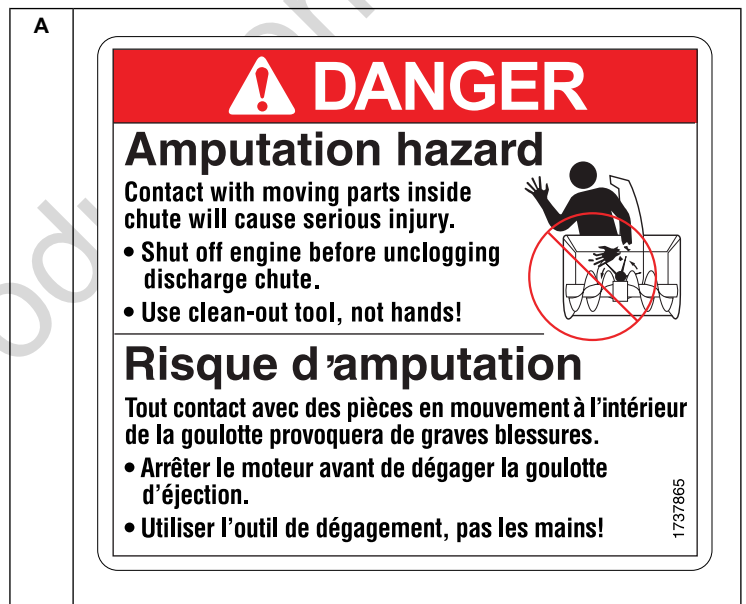 A
DANGER
Amputation hazard
Contact with moving parts inside
chute will cause serious injury.
• Shut off engine before unclogging
discharge chute.
• Use clean-out tool, not hands!
Risque d'amputation
Tout contact avec des pièces en mouvement à l'intérieur
de la goulotte provoquera de graves blessures.
• Arrêter le moteur avant de dégager la goulotte
d'éjection.
• Utiliser l'outil de dégagement, pas les mains!
1737865